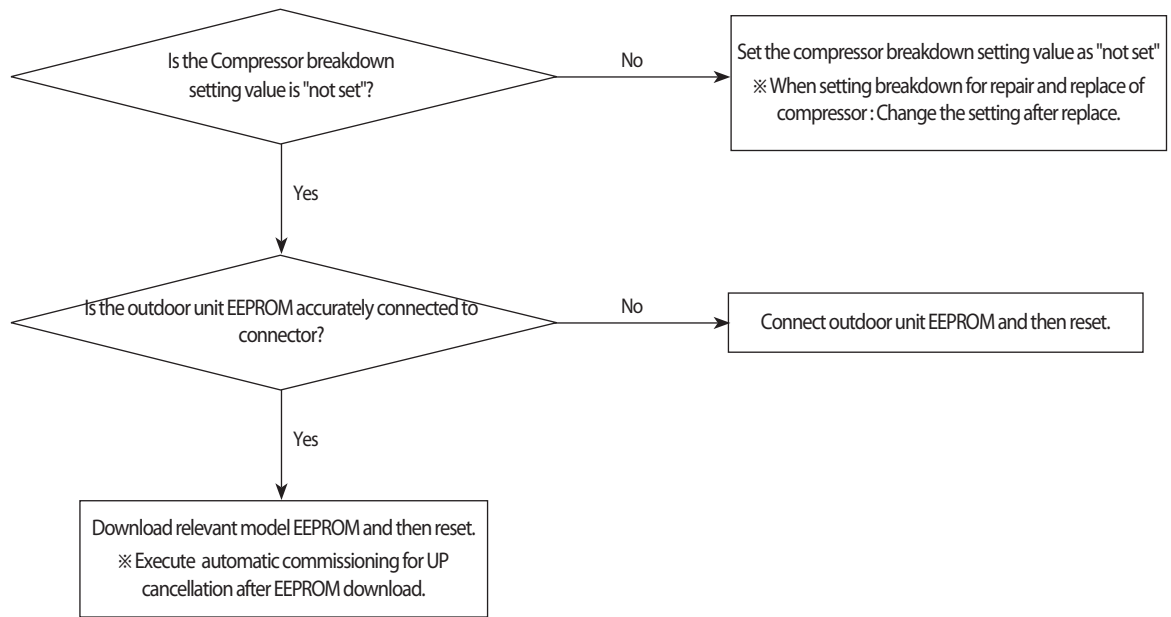 Is the Compressor breakdown
setting value is "not set"?
No
Set the compressor breakdown setting value as "not set"
※ When setting breakdown for repair and replace of
compressor : Change the setting after replace.
Yes
Is the outdoor unit EEPROM accurately connected to
connector?
No
Connect outdoor unit EEPROM and then reset.
Yes
Download relevant model EEPROM and then reset.
※ Execute automatic commissioning for UP
cancellation after EEPROM download.